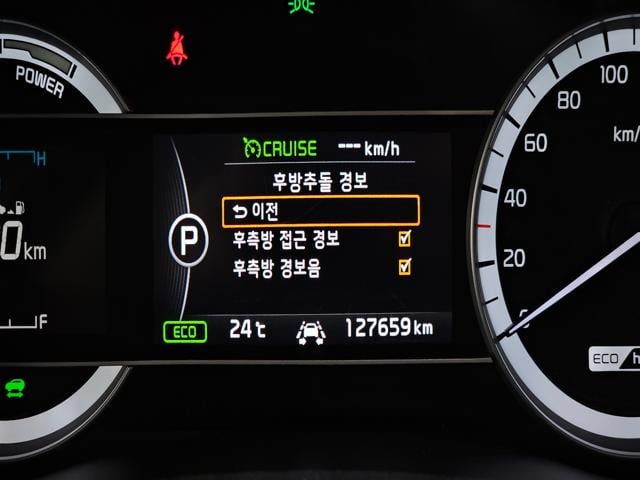 POWER
H
0 km
F
CRUISE --- km/h
후방추돌 경보
이전
후측방 접근 경보
후측방 경보음
P
ECO 24℃ 127659 km
100
80
60
40
20
0
km/
ECO h